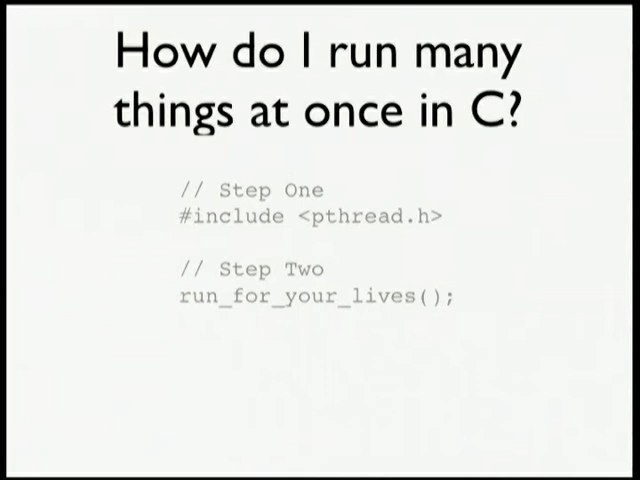 How do I run many
things at once in C?
// Step One
#include <pthread.h>
// Step Two
run_for_your_lives();